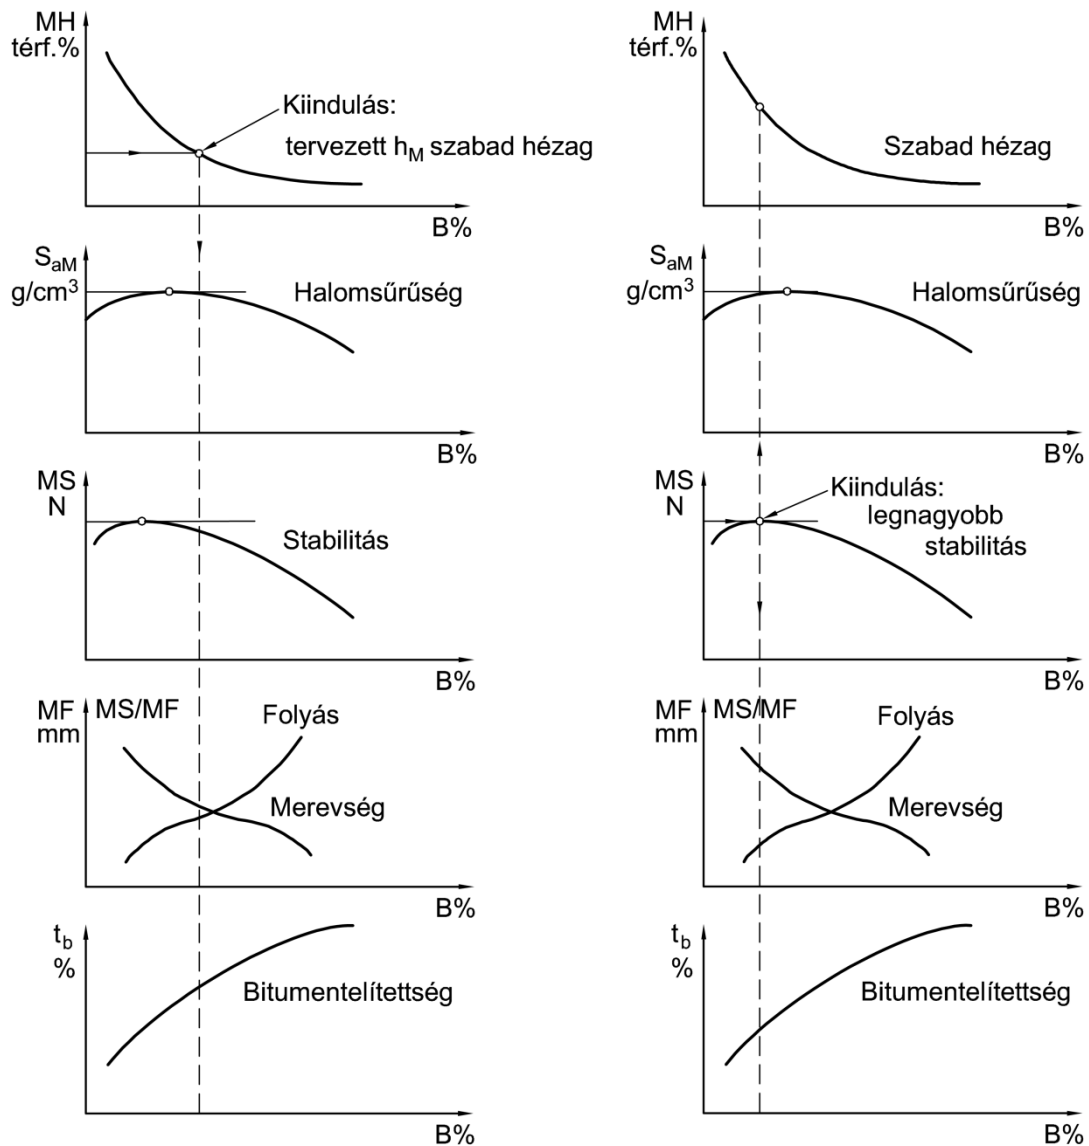 MH
térf.%
Kiindulás:
tervezett hM szabad hézag
B%
SaM
g/cm³
Halomsűrűség
B%
MS
N
Stabilitás
B%
MF
mm
MS/MF
Folyás
Merevség
B%
tb
%
Bitumentelítettség
B%
MH
térf.%
Szabad hézag
B%
SaM
g/cm³
Halomsűrűség
B%
MS
N
Kiindulás:
legnagyobb
stabilitás
B%
MF
mm
MS/MF
Folyás
Merevség
B%
tb
%
Bitumentelítettség
B%